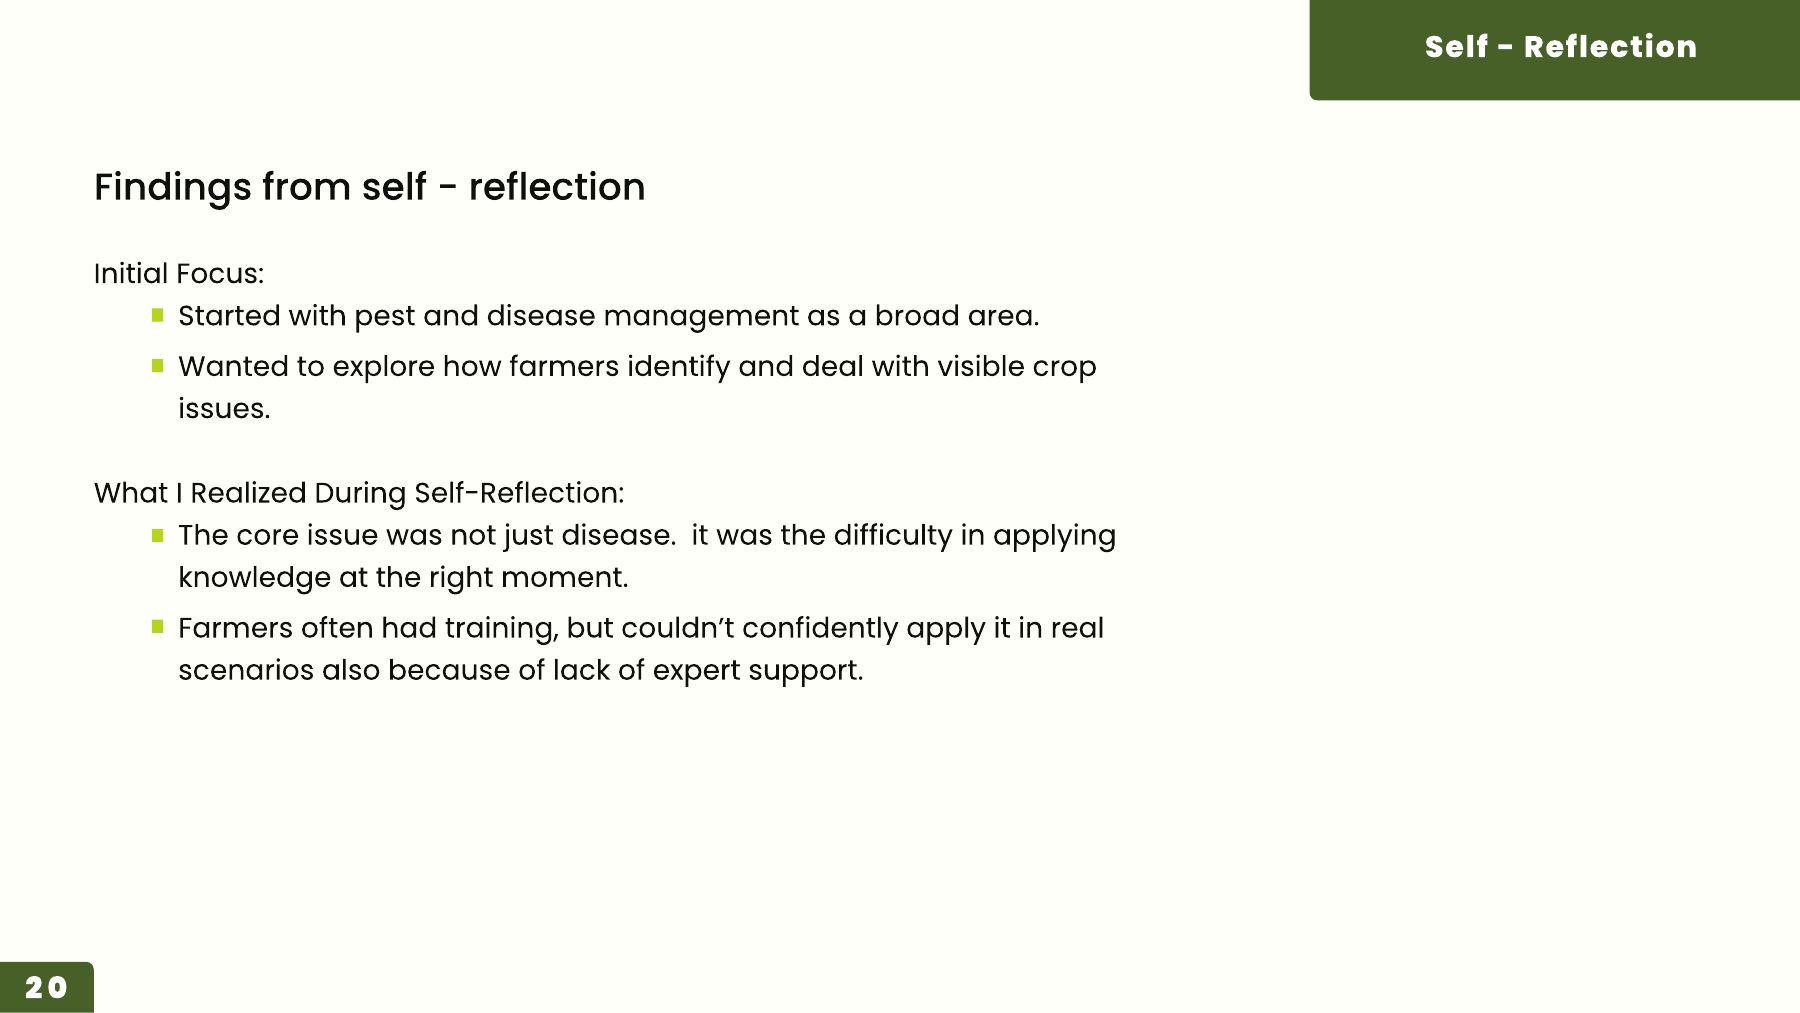 Self - Reflection
Findings from self - reflection
Initial Focus:
Started with pest and disease management as a broad area.
Wanted to explore how farmers identify and deal with visible crop
issues.
What I Realized During Self-Reflection:
The core issue was not just disease.  it was the difficulty in applying
knowledge at the right moment.
Farmers often had training, but couldn’t confidently apply it in real
scenarios also because of lack of expert support.
20